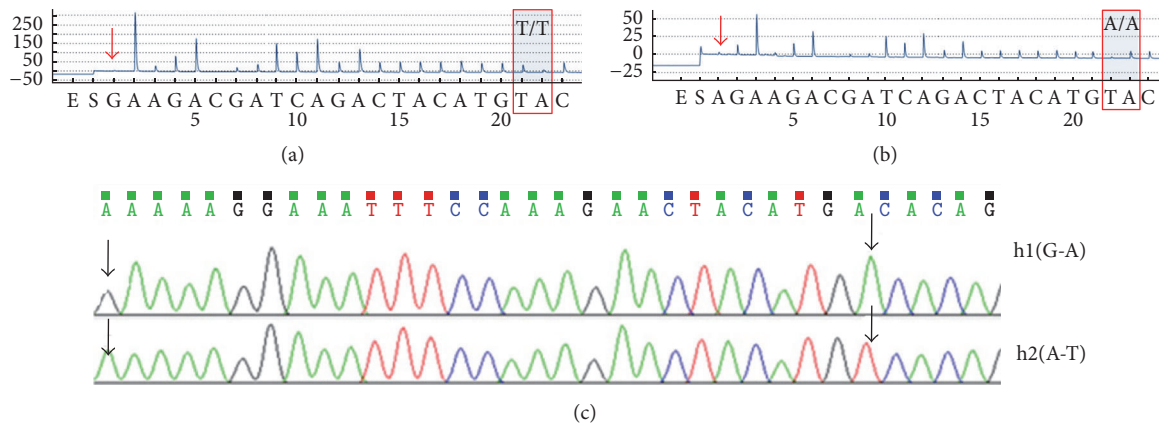 250
150
50
−50
T/T
E S G A A G A C G A T C A G A C T A C A T G T A C
5 10 15 20
(a)
50
25
0
−25
A/A
E S A G A A G A C G A T C A G A C T A C A T G T A C
5 10 15 20
(b)
A A A A A G G A A A T T T C C A A A G A A C T A C A T G A C A C A G
h1(G-A)
h2(A-T)
(c)